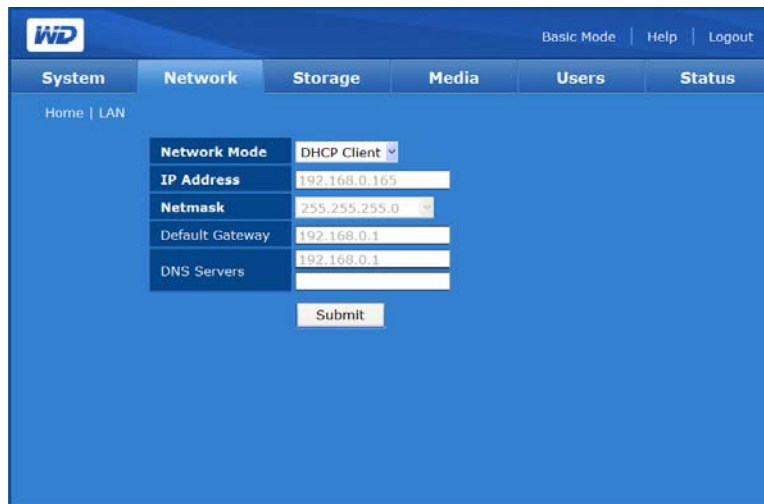 WD
Basic Mode | Help | Logout
System Network Storage Media Users Status
Home | LAN
Network Mode DHCP Client
IP Address 192.168.0.165
Netmask 255.255.255.0
Default Gateway 192.168.0.1
DNS Servers 192.168.0.1
Submit